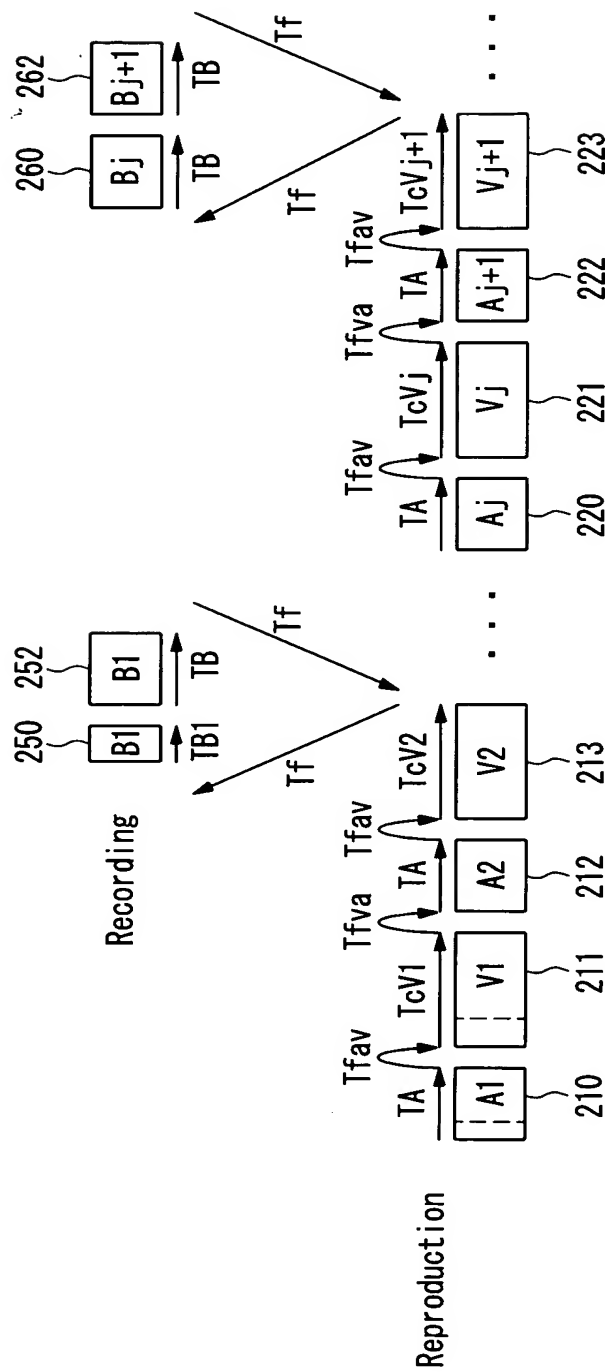 Recording
250 252 260 262
B1 B1 Bj Bj+1
TB1 TB TB TB
Tf Tf Tf Tf
Tfav Tfva Tfav Tfav Tfva Tfav
TA TcV1 TA TcV2 TA TcVj TA TcVj+1
Reproduction
A1 V1 A2 V2 ... Aj Vj Aj+1 Vj+1 ...
210 211 212 213 220 221 222 223